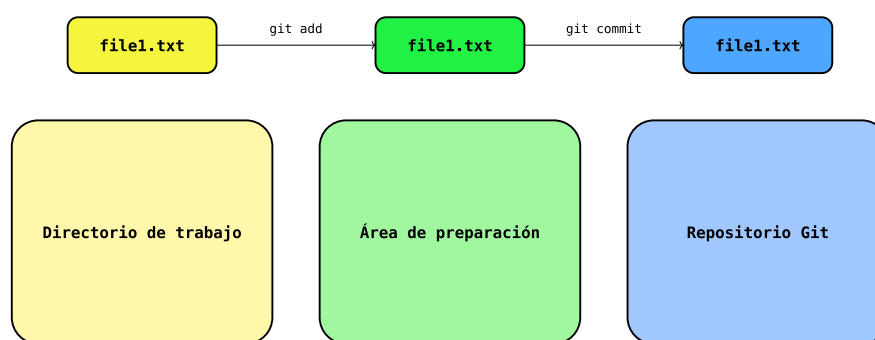 git add
git commit
file1.txt
file1.txt
file1.txt
Directorio de trabajo
Área de preparación
Repositorio Git